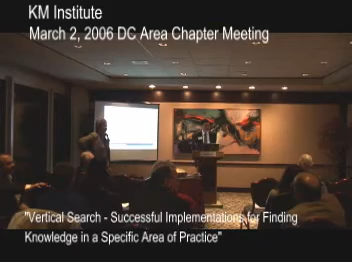 KM Institute
March 2, 2006 DC Area Chapter Meeting
"Vertical Search - Successful Implementations for Finding
Knowledge in a Specific Area of Practice"